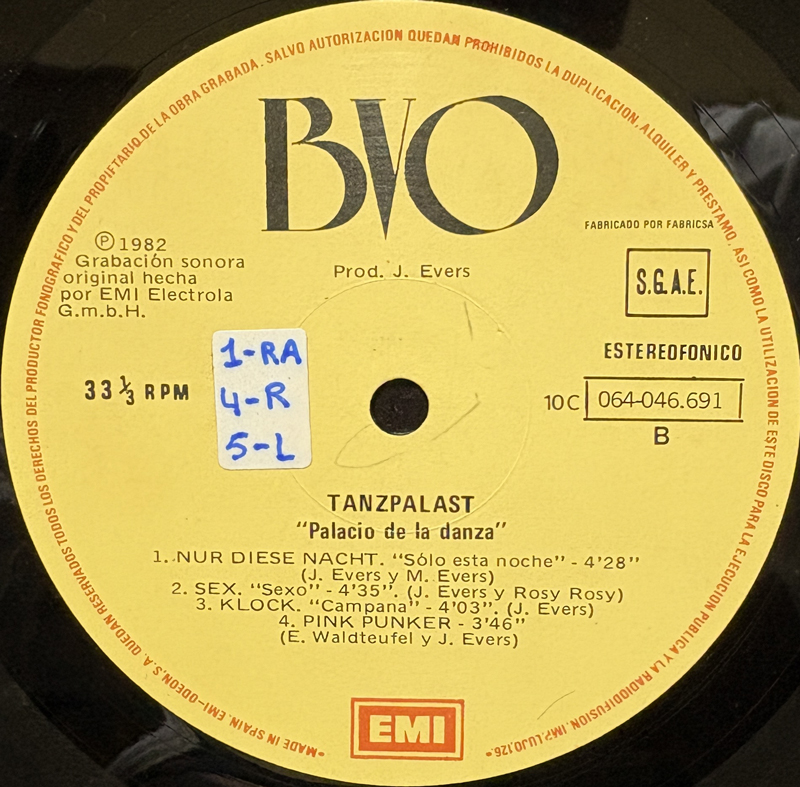 TODOS LOS DERECHOS DEL PRODUCTOR FONOGRAFICO Y DEL PROPIETARIO DE LA OBRA GRABADA. SALVO AUTORIZACION QUEDAN PROHIBIDOS LA DUPLICACION, ALQUILER Y PRESTAMO. ASI COMO LA UTILIZACION DE ESTE DISCO PARA LA EJECUCION PUBLICA Y LA RADIODIFUSION. IMP. LUJO, 126.
• MADE IN SPAIN. EMI-ODEON, S.A. QUEDAN RESERVADOS
BVO
FABRICADO POR FABRICSA
℗ 1982
Grabación sonora
original hecha
por EMI Electrola
G.m.b.H.
Prod. J. Evers
S.G.A.E.
ESTEREOFONICO
33 ⅓ RPM
1-RA
4-R
5-L
10C 064-046.691
B
TANZPALAST
“Palacio de la danza”
1. NUR DIESE NACHT. “Sólo esta noche” - 4’28”
(J. Evers y M. Evers)
2. SEX. “Sexo” - 4’35”. (J. Evers y Rosy Rosy)
3. KLOCK. “Campana” - 4’03”. (J. Evers)
4. PINK PUNKER - 3’46”
(E. Waldteufel y J. Evers)
EMI